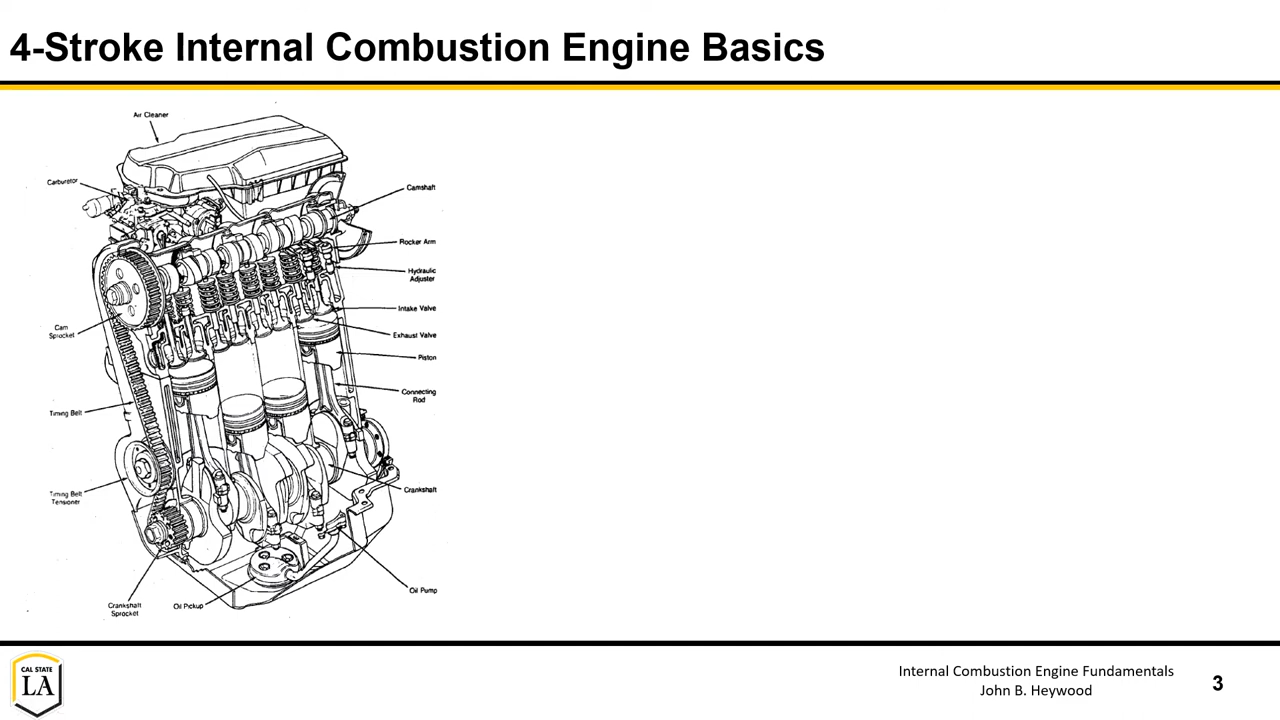 4-Stroke Internal Combustion Engine Basics
Air Cleaner
Carburetor
Camshaft
Rocker Arm
Hydraulic
Adjuster
Intake Valve
Cam
Sprocket
Exhaust Valve
Piston
Connecting
Rod
Timing Belt
Timing Belt
Tensioner
Crankshaft
Oil Pump
Crankshaft
Sprocket
Oil Pickup
CAL STATE
LA
Internal Combustion Engine Fundamentals
John B. Heywood
3